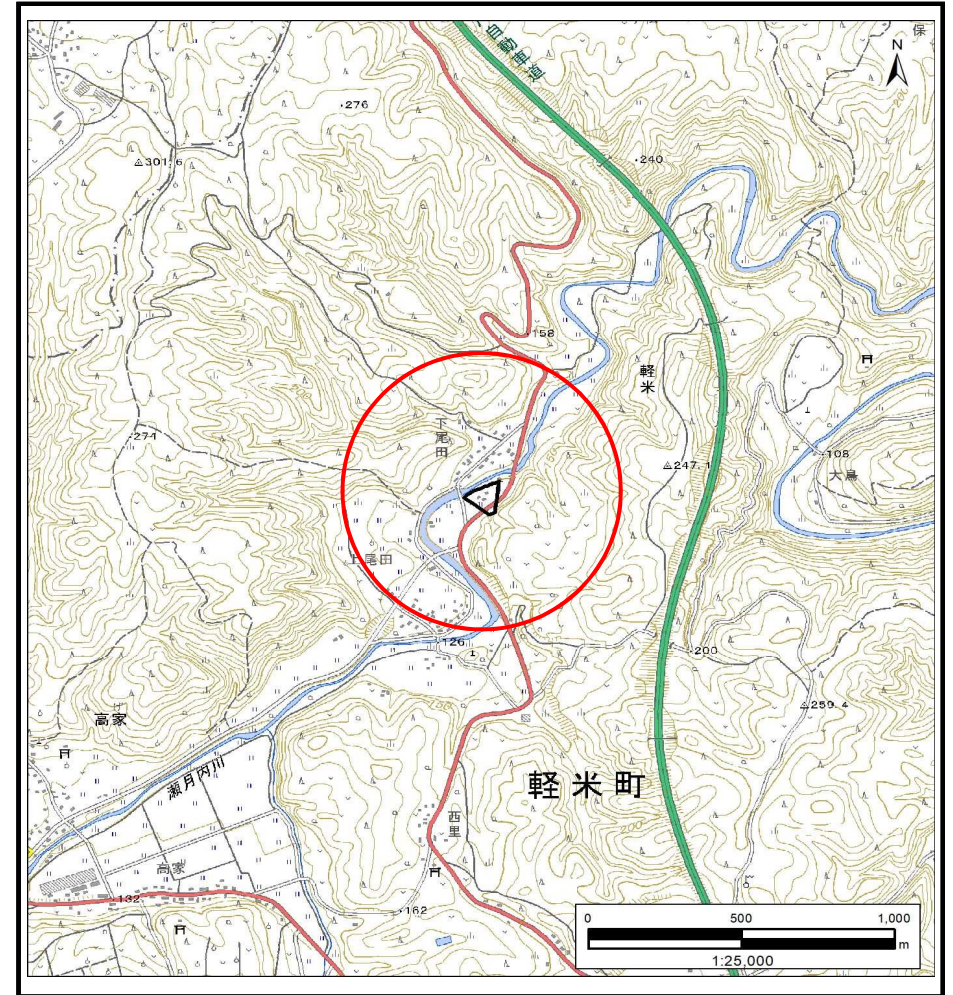 保
自動車道
N
276
301.6
240
158
軽米
下尾田
271
247.1
108
大鳥
上尾田
126
200
259.4
高家
瀬月内川
軽米町
西里
高家
132
162
0 500 1,000
m
1:25,000